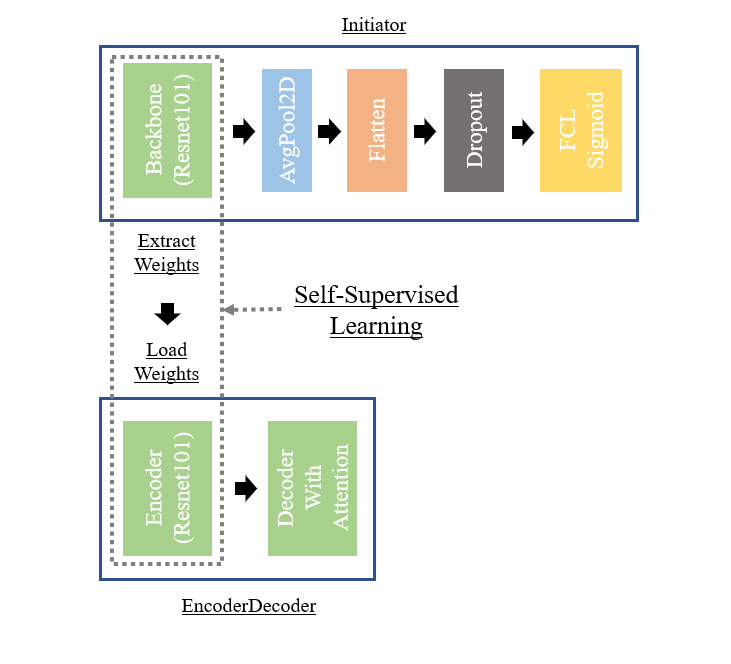 Initiator
Backbone
(Resnet101)
AvgPool2D
Flatten
Dropout
FCL
Sigmoid
Extract
Weights
Self-Supervised
Learning
Load
Weights
Encoder
(Resnet101)
Decoder
With
Attention
EncoderDecoder